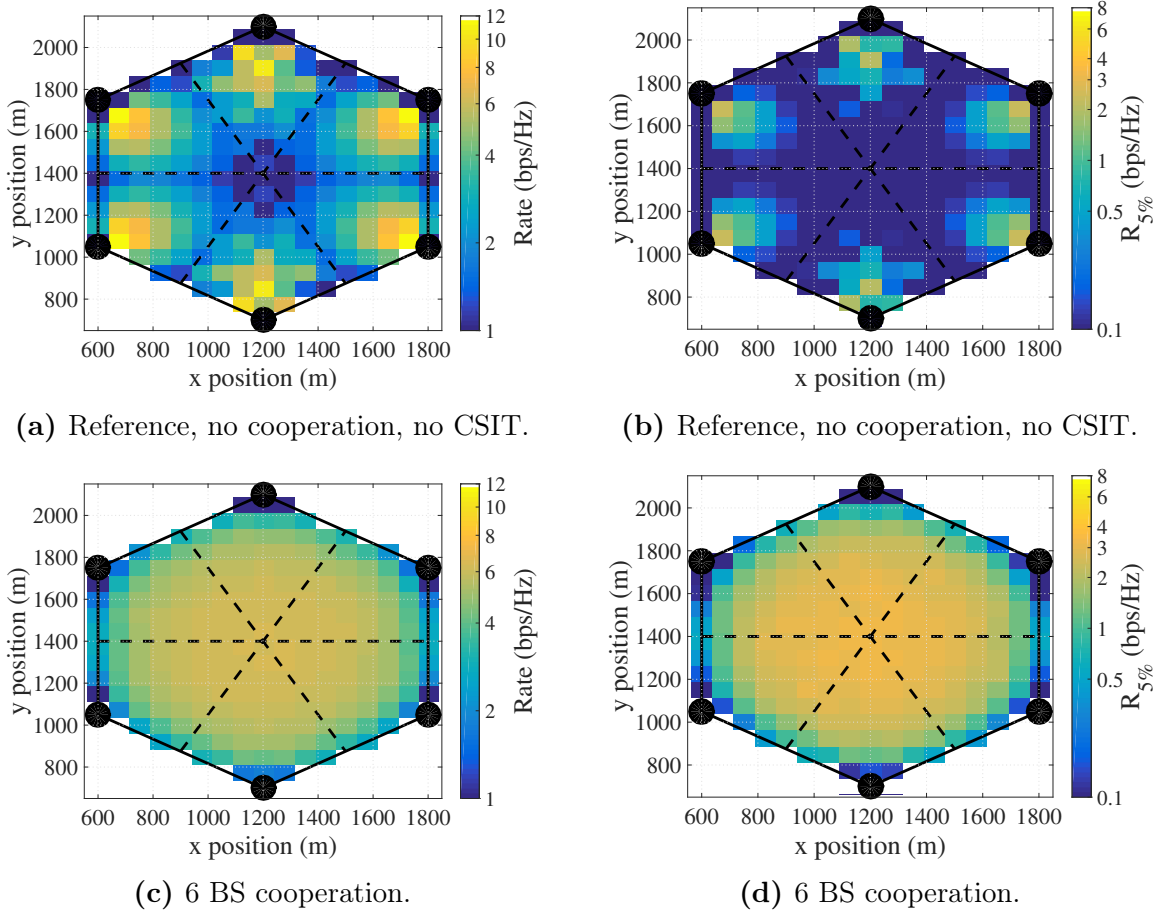 2000
1800
1600
1400
1200
1000
800
600 800 1000 1200 1400 1600 1800
y position (m)
x position (m)
12
10
8
6
4
2
1
Rate (bps/Hz)
(a) Reference, no cooperation, no CSIT.
2000
1800
1600
1400
1200
1000
800
600 800 1000 1200 1400 1600 1800
y position (m)
x position (m)
8
6
4
3
2
1
0.5
0.1
R5% (bps/Hz)
(b) Reference, no cooperation, no CSIT.
2000
1800
1600
1400
1200
1000
800
600 800 1000 1200 1400 1600 1800
y position (m)
x position (m)
12
10
8
6
4
2
1
Rate (bps/Hz)
(c) 6 BS cooperation.
2000
1800
1600
1400
1200
1000
800
600 800 1000 1200 1400 1600 1800
y position (m)
x position (m)
8
6
4
3
2
1
0.5
0.1
R5% (bps/Hz)
(d) 6 BS cooperation.